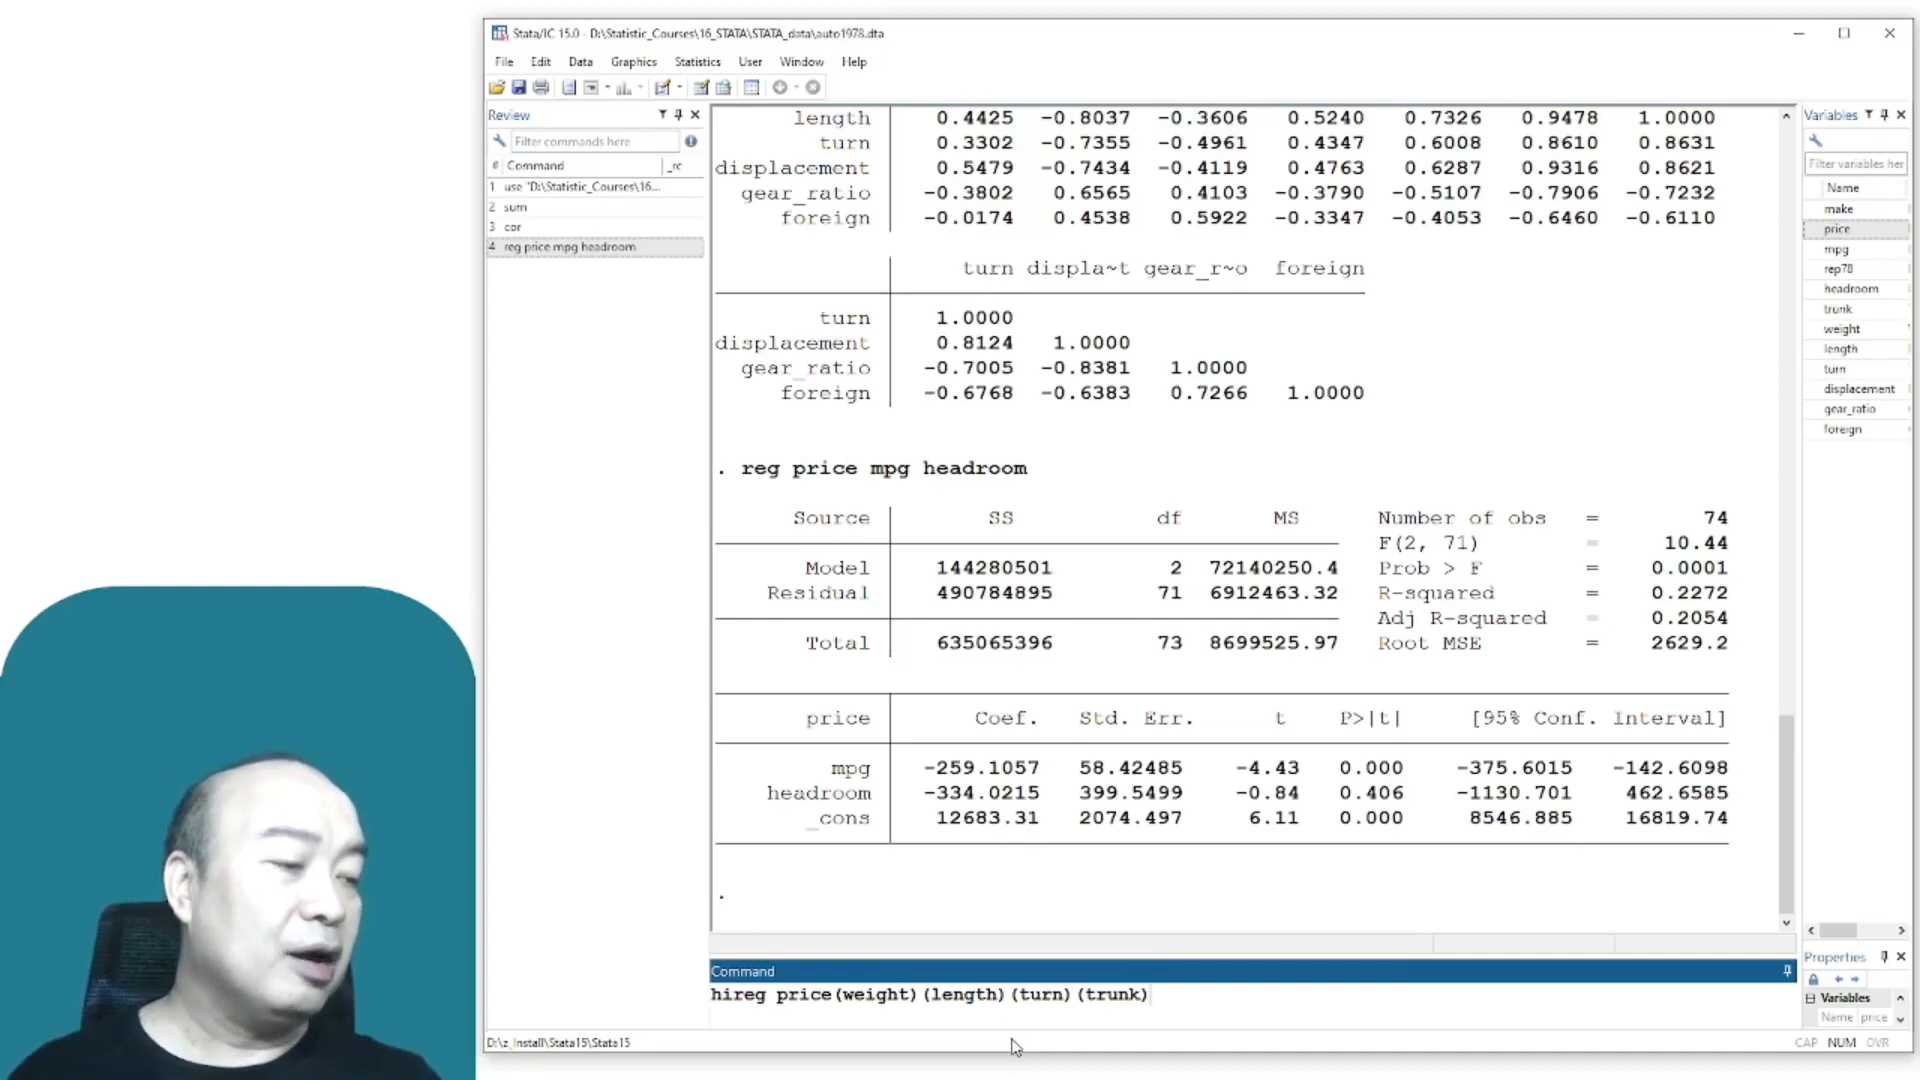 Stata/IC 15.0 - D:\Statistic_Courses\16_STATA\STATA_data\auto1978.dta
File Edit Data Graphics Statistics User Window Help
Review
Filter commands here
# Command _rc
1 use "D:\Statistic_Courses\16...
2 sum
3 cor
4 reg price mpg headroom
length 0.4425 -0.8037 -0.3606 0.5240 0.7326 0.9478 1.0000
turn 0.3302 -0.7355 -0.4961 0.4347 0.6008 0.8610 0.8631
displacement 0.5479 -0.7434 -0.4119 0.4763 0.6287 0.9316 0.8621
gear_ratio -0.3802 0.6565 0.4103 -0.3790 -0.5107 -0.7906 -0.7232
foreign -0.0174 0.4538 0.5922 -0.3347 -0.4053 -0.6460 -0.6110
turn displa~t gear_r~o foreign
turn 1.0000
displacement 0.8124 1.0000
gear_ratio -0.7005 -0.8381 1.0000
foreign -0.6768 -0.6383 0.7266 1.0000
. reg price mpg headroom
Source SS df MS Number of obs = 74
F(2, 71) = 10.44
Model 144280501 2 72140250.4 Prob > F = 0.0001
Residual 490784895 71 6912463.32 R-squared = 0.2272
Adj R-squared = 0.2054
Total 635065396 73 8699525.97 Root MSE = 2629.2
price Coef. Std. Err. t P>|t| [95% Conf. Interval]
mpg -259.1057 58.42485 -4.43 0.000 -375.6015 -142.6098
headroom -334.0215 399.5499 -0.84 0.406 -1130.701 462.6585
_cons 12683.31 2074.497 6.11 0.000 8546.885 16819.74
.
Command
hireg price(weight)(length)(turn)(trunk)
Variables
Filter variables her
Name
make
price
mpg
rep78
headroom
trunk
weight
length
turn
displacement
gear_ratio
foreign
Properties
Variables
Name price
D:\z_Install\Stata15\Stata15
CAP NUM OVR